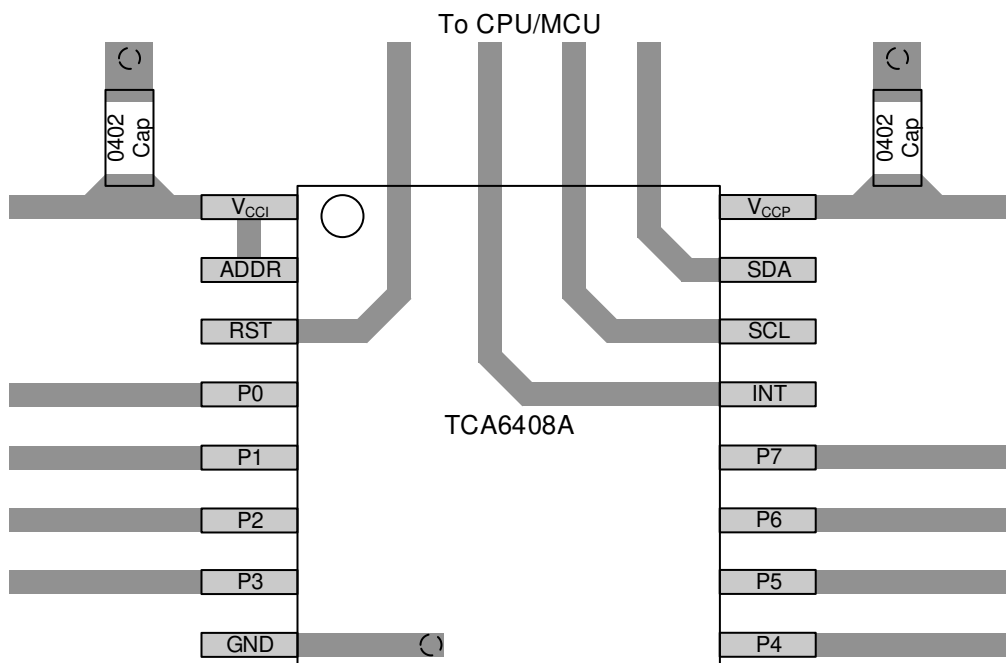 To CPU/MCU
0402
Cap
0402
Cap
VCCI
VCCP
ADDR
SDA
RST
SCL
P0
INT
TCA6408A
P1
P7
P2
P6
P3
P5
GND
P4